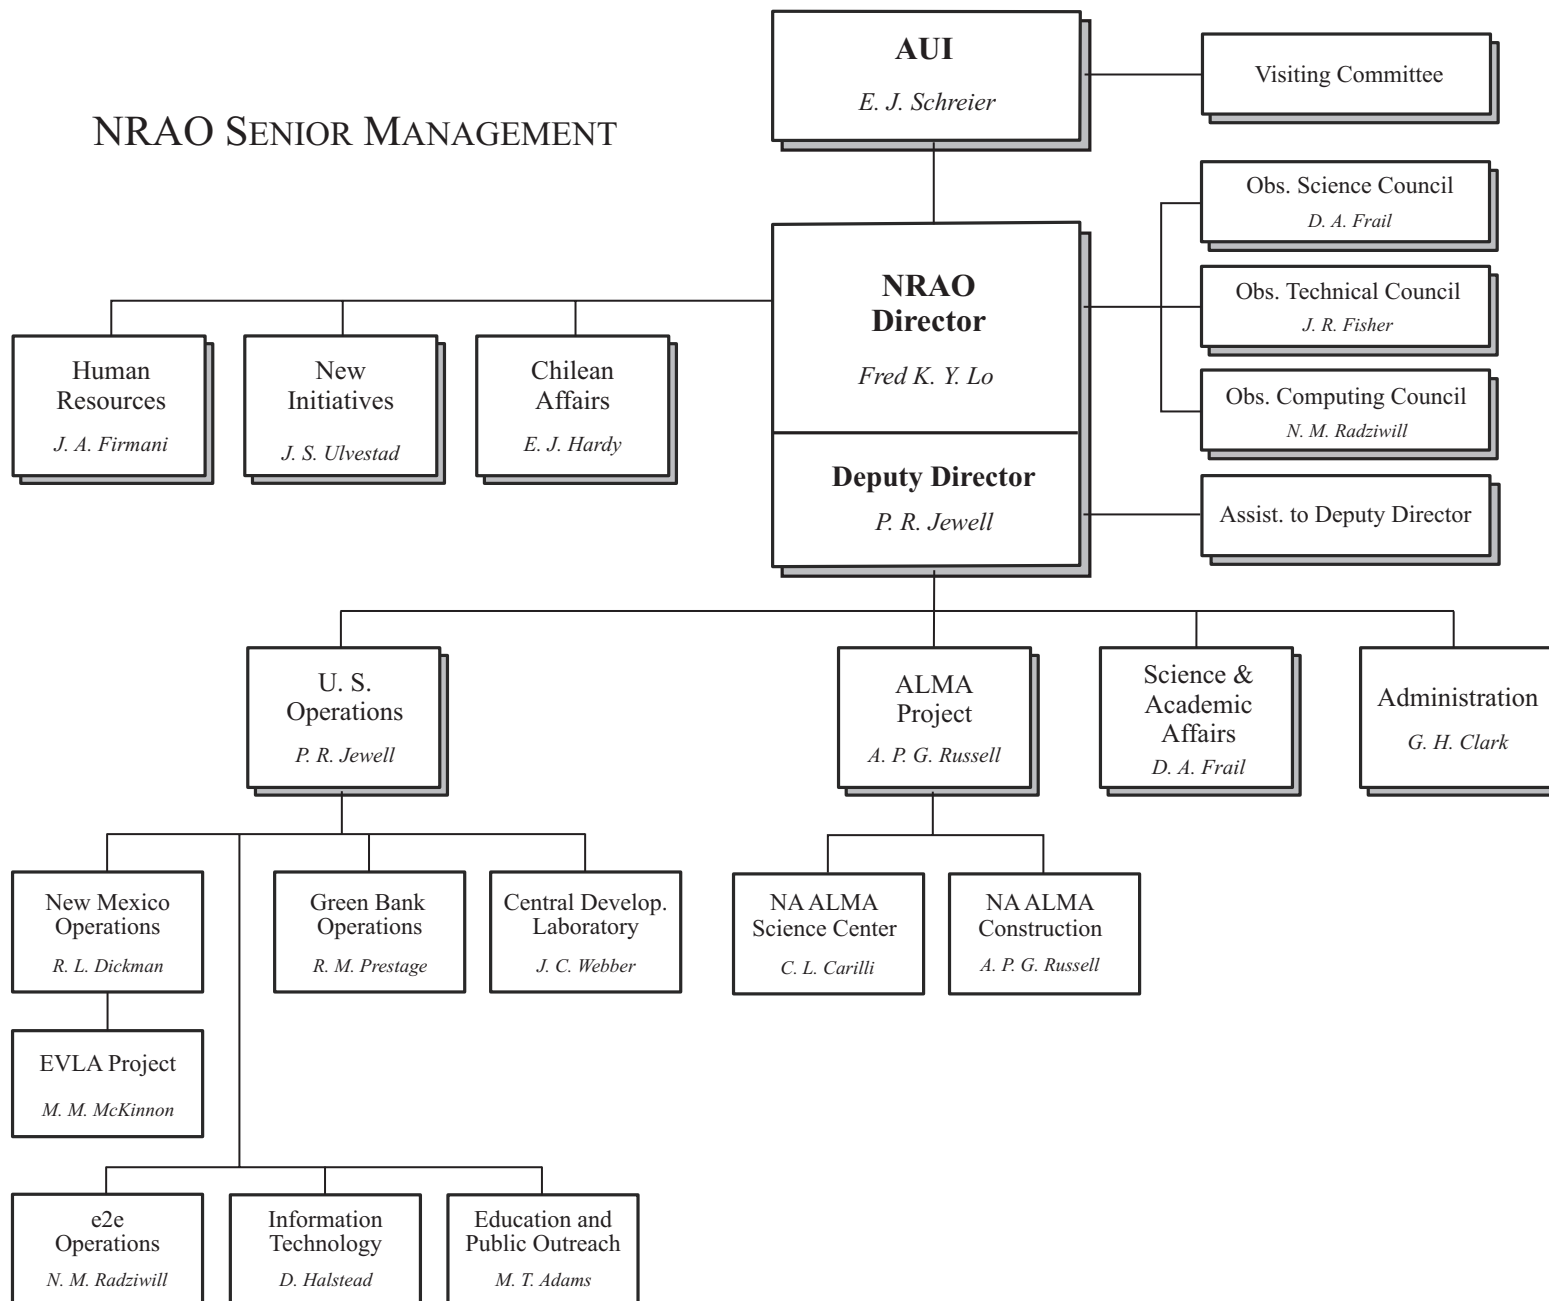 AUI
E. J. Schreier
Visiting Committee
NRAO SENIOR MANAGEMENT
Obs. Science Council
D. A. Frail
NRAO
Director
Fred K. Y. Lo
Obs. Technical Council
J. R. Fisher
Human
Resources
J. A. Firmani
New
Initiatives
J. S. Ulvestad
Chilean
Affairs
E. J. Hardy
Obs. Computing Council
N. M. Radziwill
Deputy Director
P. R. Jewell
Assist. to Deputy Director
U. S.
Operations
P. R. Jewell
ALMA
Project
A. P. G. Russell
Science &
Academic
Affairs
D. A. Frail
Administration
G. H. Clark
New Mexico
Operations
R. L. Dickman
Green Bank
Operations
R. M. Prestage
Central Develop.
Laboratory
J. C. Webber
NA ALMA
Science Center
C. L. Carilli
NA ALMA
Construction
A. P. G. Russell
EVLA Project
M. M. McKinnon
e2e
Operations
N. M. Radziwill
Information
Technology
D. Halstead
Education and
Public Outreach
M. T. Adams